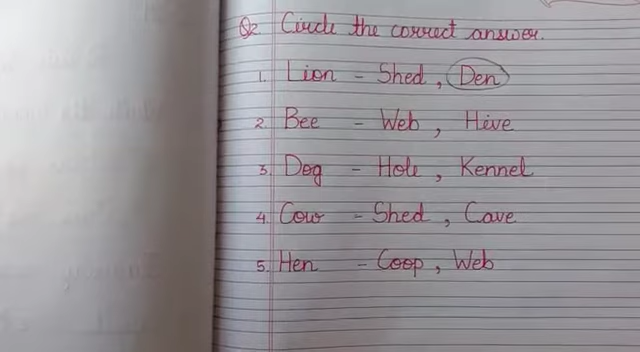 Q2 Circle the correct answer.
1. Lion - Shed, Den
2. Bee - Web, Hive
3. Dog - Hole, Kennel
4. Cow - Shed, Cave
5. Hen - Coop, Web